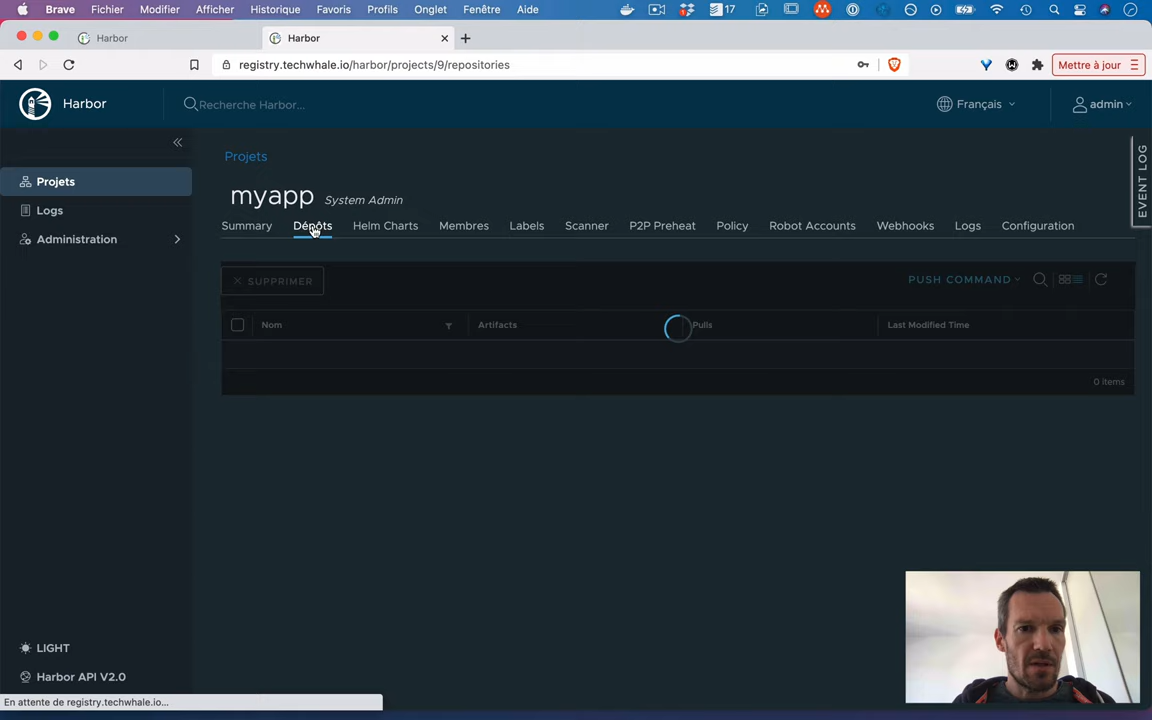 Brave Fichier Modifier Afficher Historique Favoris Profils Onglet Fenêtre Aide 17
Harbor Harbor
registry.techwhale.io/harbor/projects/9/repositories Mettre à jour
Harbor Recherche Harbor... Français admin
Projets
Logs
Administration
Projets
myapp System Admin
Summary Dépôts Helm Charts Membres Labels Scanner P2P Preheat Policy Robot Accounts Webhooks Logs Configuration
SUPPRIMER PUSH COMMAND
Nom Artifacts Pulls Last Modified Time
0 items
EVENT LOG
LIGHT
Harbor API V2.0
En attente de registry.techwhale.io...